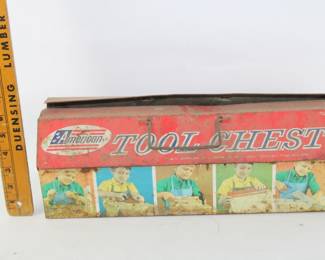 DUENSING LUMBER
American
TOOL CHEST